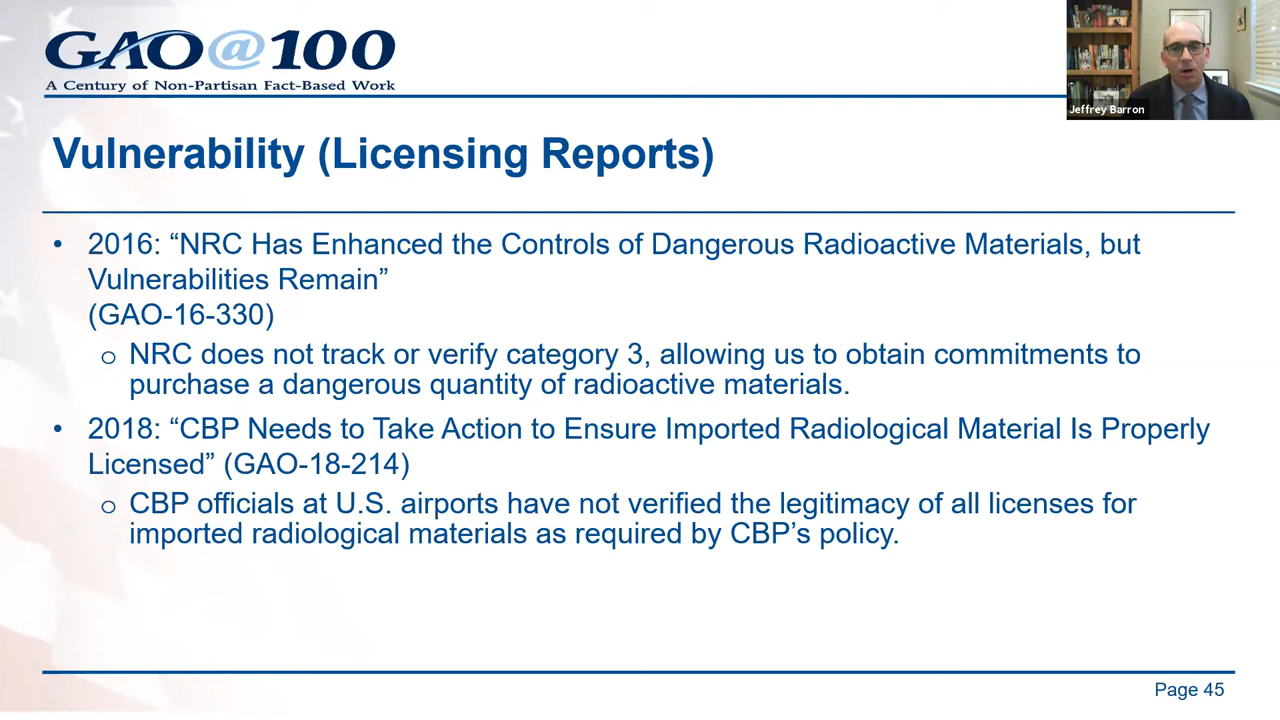 GAO@100
A Century of Non-Partisan Fact-Based Work
Jeffrey Barron
Vulnerability (Licensing Reports)
• 2016: “NRC Has Enhanced the Controls of Dangerous Radioactive Materials, but
Vulnerabilities Remain”
(GAO-16-330)
o NRC does not track or verify category 3, allowing us to obtain commitments to
purchase a dangerous quantity of radioactive materials.
• 2018: “CBP Needs to Take Action to Ensure Imported Radiological Material Is Properly
Licensed” (GAO-18-214)
o CBP officials at U.S. airports have not verified the legitimacy of all licenses for
imported radiological materials as required by CBP’s policy.
Page 45